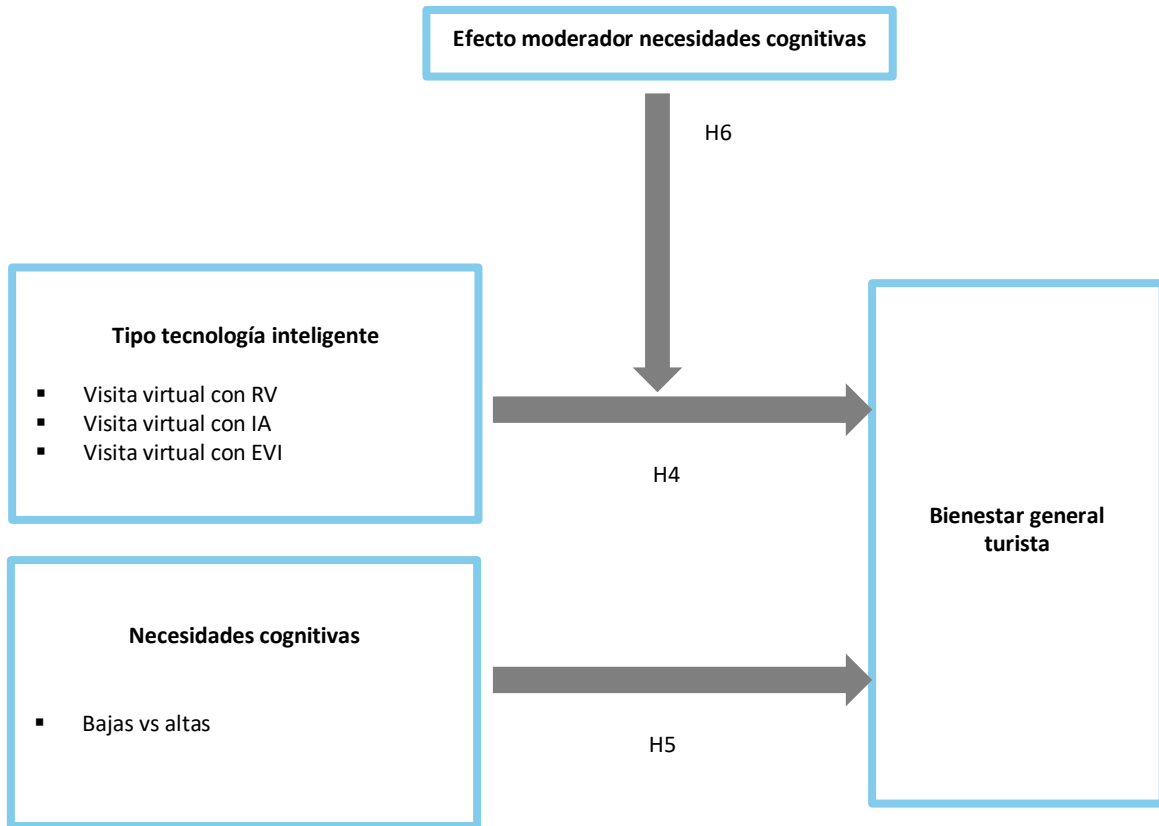 Efecto moderador necesidades cognitivas
H6
Tipo tecnología inteligente
▪ Visita virtual con RV
▪ Visita virtual con IA
▪ Visita virtual con EVI
H4
Bienestar general
turista
Necesidades cognitivas
▪ Bajas vs altas
H5